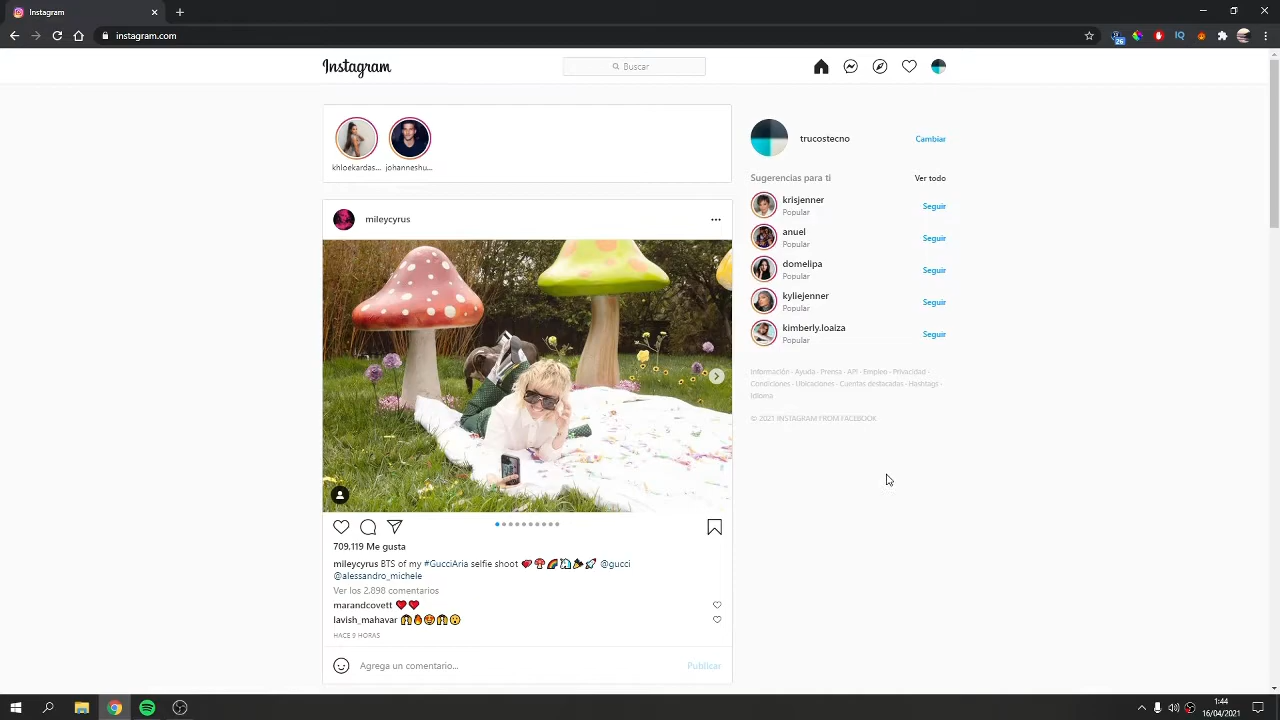 Instagram
instagram.com
26
Instagram
Buscar
khloekardas... johanneshu...
trucostecno
Cambiar
Sugerencias para ti
Ver todo
krisjenner
Popular
Seguir
anuel
Popular
Seguir
domelipa
Popular
Seguir
kyliejenner
Popular
Seguir
kimberly.loaiza
Popular
Seguir
Información · Ayuda · Prensa · API · Empleo · Privacidad ·
Condiciones · Ubicaciones · Cuentas destacadas · Hashtags ·
Idioma
© 2021 INSTAGRAM FROM FACEBOOK
mileycyrus
709,119 Me gusta
mileycyrus BTS of my #GucciAria selfie shoot @gucci
@alessandro_michele
Ver los 2,898 comentarios
marandcovett
lavish_mahavar
HACE 9 HORAS
Agrega un comentario...
Publicar
1:44
16/04/2021